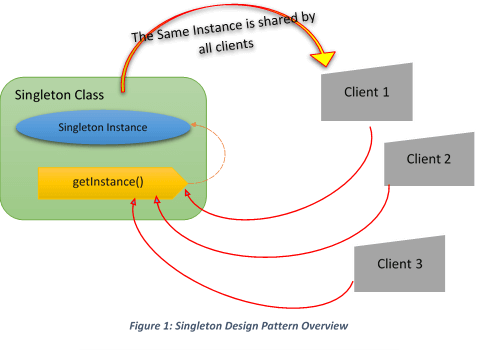 The Same Instance is shared by
all clients
Singleton Class
Singleton Instance
getInstance()
Client 1
Client 2
Client 3
Figure 1: Singleton Design Pattern Overview